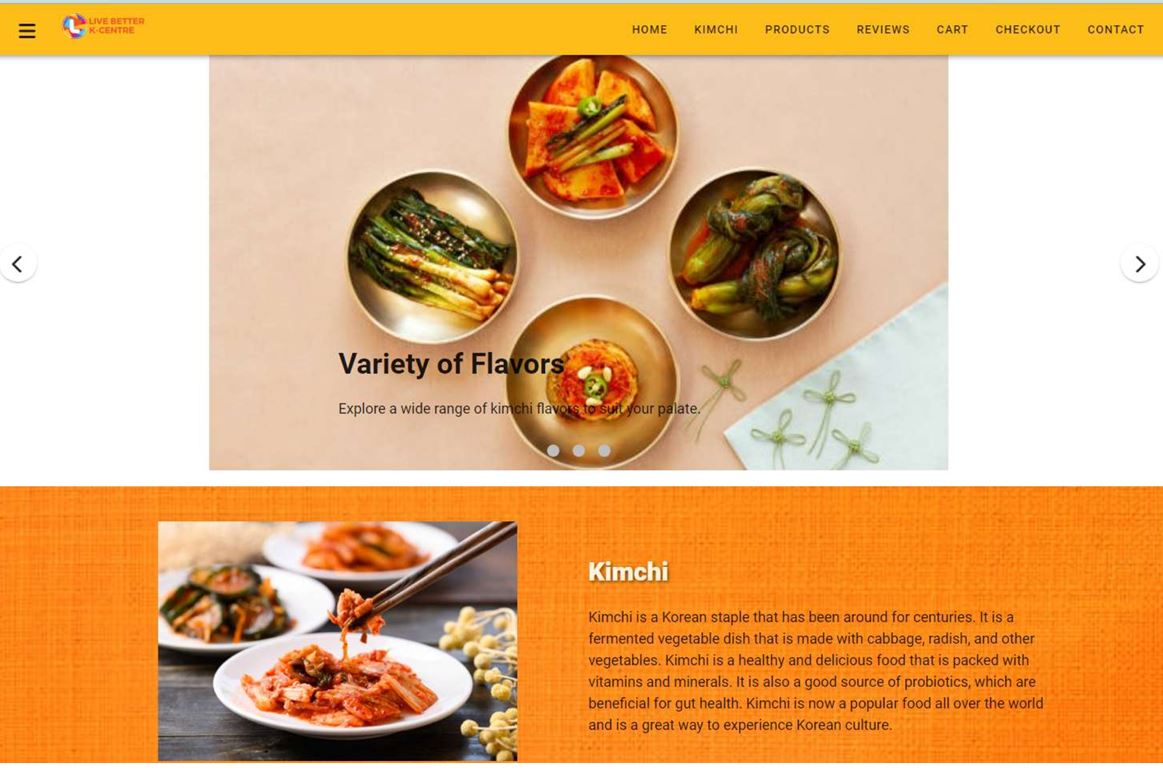 LIVE BETTER
K-CENTRE
HOME KIMCHI PRODUCTS REVIEWS CART CHECKOUT CONTACT
Variety of Flavors
Explore a wide range of kimchi flavors to suit your palate.
Kimchi
Kimchi is a Korean staple that has been around for centuries. It is a
fermented vegetable dish that is made with cabbage, radish, and other
vegetables. Kimchi is a healthy and delicious food that is packed with
vitamins and minerals. It is also a good source of probiotics, which are
beneficial for gut health. Kimchi is now a popular food all over the world
and is a great way to experience Korean culture.